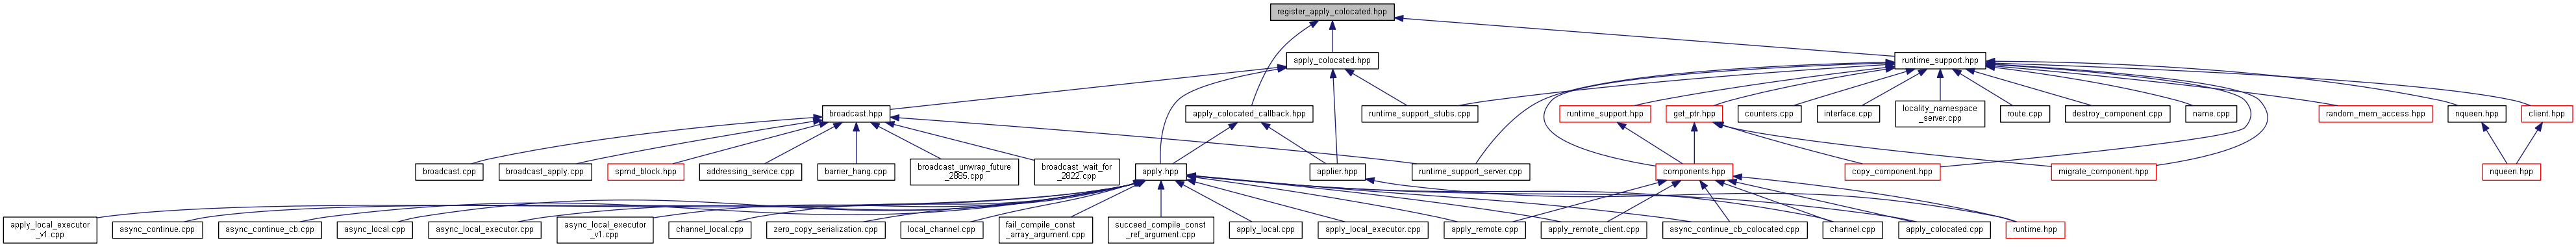 register_apply_colocated.hpp
apply_colocated.hpp
runtime_support.hpp
broadcast.hpp
apply_colocated_callback.hpp
runtime_support_stubs.cpp
runtime_support.hpp
get_ptr.hpp
counters.cpp
interface.cpp
locality_namespace
_server.cpp
route.cpp
destroy_component.cpp
name.cpp
random_mem_access.hpp
nqueen.hpp
client.hpp
broadcast.cpp
broadcast_apply.cpp
spmd_block.hpp
addressing_service.cpp
barrier_hang.cpp
broadcast_unwrap_future
_2885.cpp
broadcast_wait_for
_2822.cpp
apply.hpp
applier.hpp
runtime_support_server.cpp
components.hpp
copy_component.hpp
migrate_component.hpp
nqueen.hpp
apply_local_executor
_v1.cpp
async_continue.cpp
async_continue_cb.cpp
async_local.cpp
async_local_executor.cpp
async_local_executor
_v1.cpp
channel_local.cpp
zero_copy_serialization.cpp
local_channel.cpp
fail_compile_const
_array_argument.cpp
succeed_compile_const
_ref_argument.cpp
apply_local.cpp
apply_local_executor.cpp
apply_remote.cpp
apply_remote_client.cpp
async_continue_cb_colocated.cpp
channel.cpp
apply_colocated.cpp
runtime.hpp